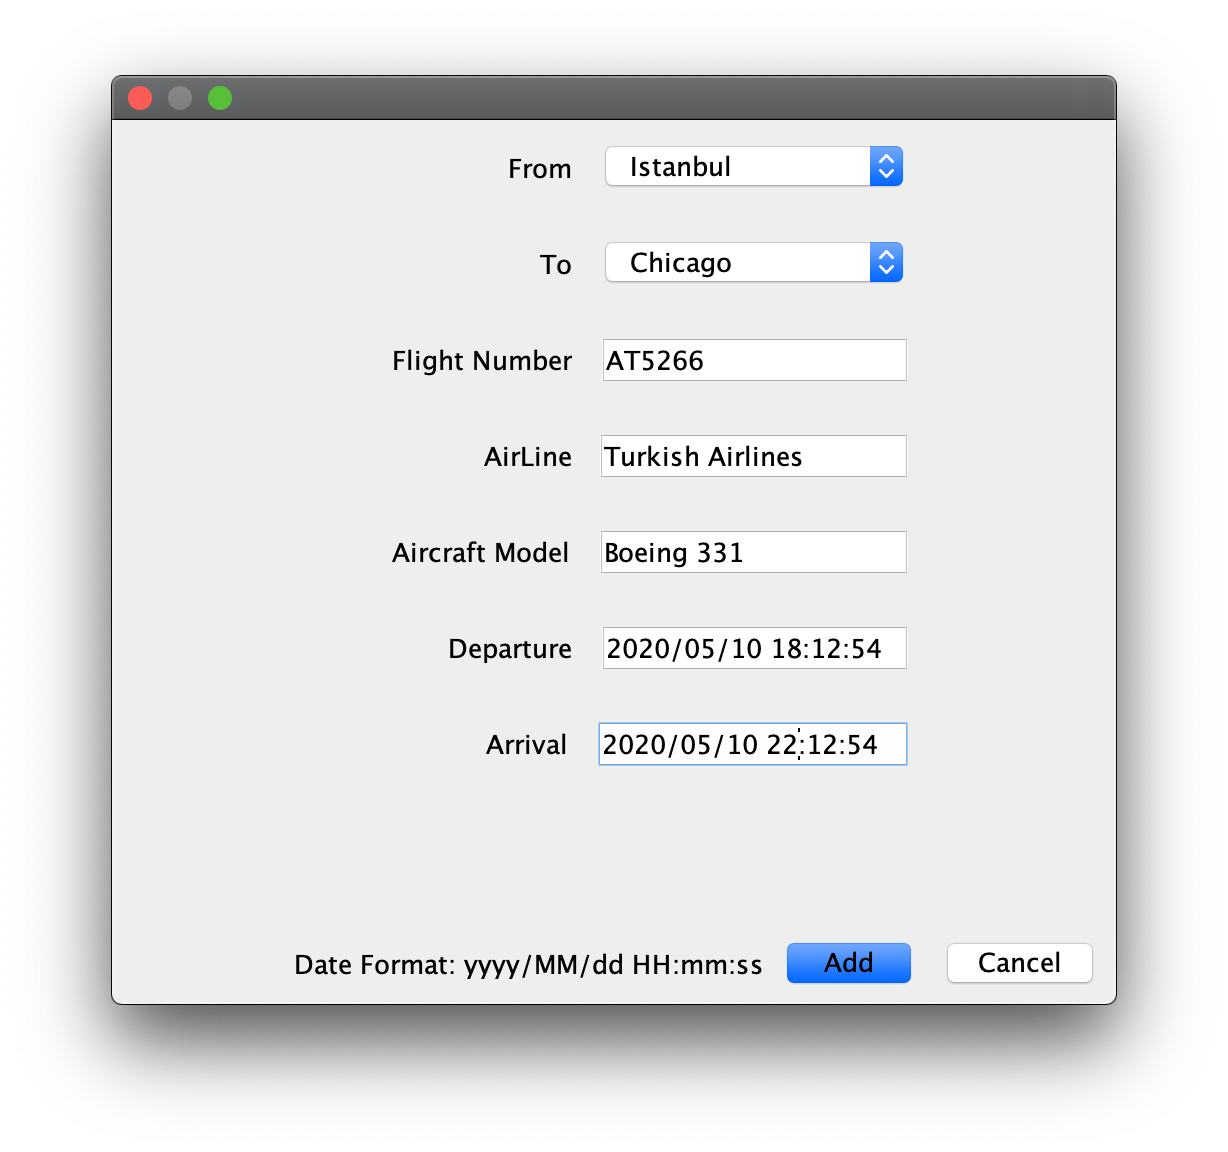 From Istanbul
To Chicago
Flight Number AT5266
AirLine Turkish Airlines
Aircraft Model Boeing 331
Departure 2020/05/10 18:12:54
Arrival 2020/05/10 22:12:54
Date Format: yyyy/MM/dd HH:mm:ss Add Cancel